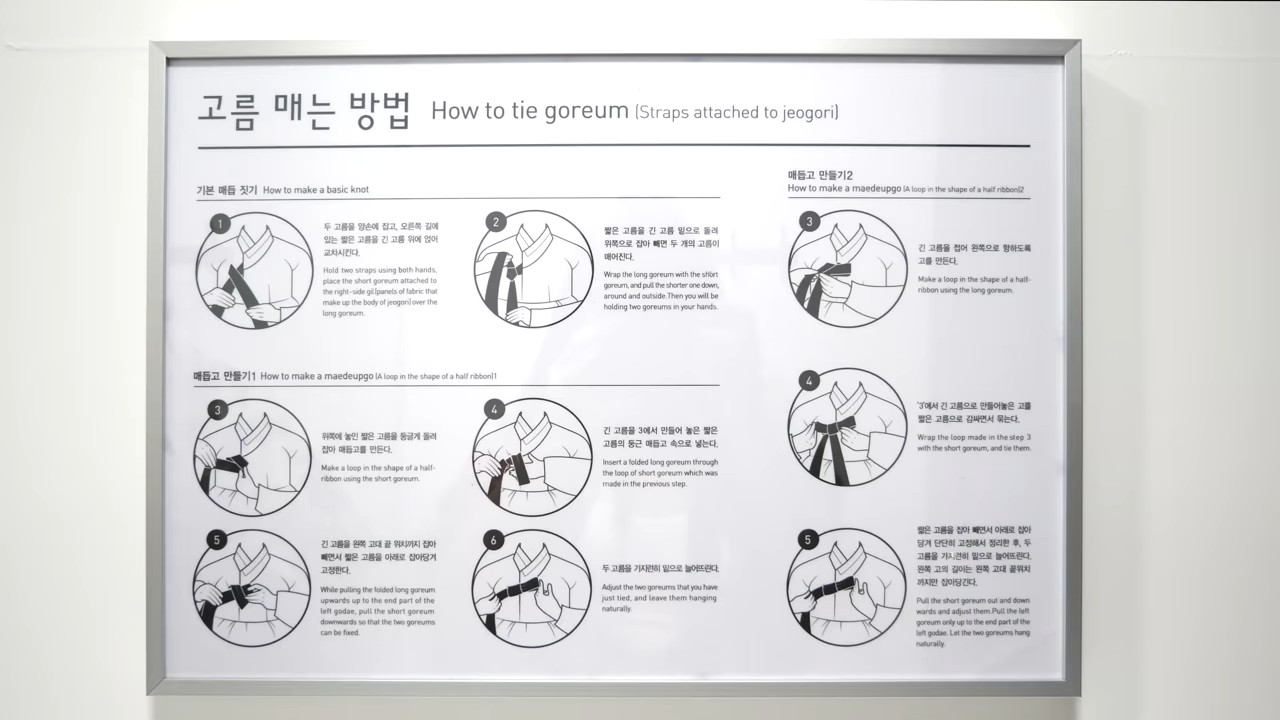 고름 매는 방법 How to tie goreum (Straps attached to jeogori)
기본 매듭 짓기 How to make a basic knot
1
두 고름을 양손에 잡고, 오른쪽 길에
있는 짧은 고름을 긴 고름 위에 얹어
교차시킨다.
Hold two straps using both hands,
place the short goreum attached to
the right-side gil(panels of fabric that
make up the body of jeogori) over the
long goreum.
2
짧은 고름을 긴 고름 밑으로 돌려
위쪽으로 잡아 빼면 두 개의 고름이
매어진다.
Wrap the long goreum with the short
goreum, and pull the shorter one down,
around and outside.Then you will be
holding two goreums in your hands.
매듭고 만들기1 How to make a maedeupgo (A loop in the shape of a half ribbon)1
3
위쪽에 놓인 짧은 고름을 둥글게 돌려
잡아 매듭고를 만든다.
Make a loop in the shape of a half-
ribbon using the short goreum.
4
긴 고름을 3에서 만들어 놓은 짧은
고름의 둥근 매듭고 속으로 넣는다.
Insert a folded long goreum through
the loop of short goreum which was
made in the previous step.
5
긴 고름을 왼쪽 고대 끝 위치까지 잡아
빼면서 짧은 고름을 아래로 잡아당겨
고정한다.
While pulling the folded long goreum
upwards up to the end part of the
left godae, pull the short goreum
downwards so that the two goreums
can be fixed.
6
두 고름을 가지런히 밑으로 늘어뜨린다.
Adjust the two goreums that you have
just tied, and leave them hanging
naturally.
매듭고 만들기2
How to make a maedeupgo (A loop in the shape of a half ribbon)2
3
긴 고름을 접어 왼쪽으로 향하도록
고를 만든다.
Make a loop in the shape of a half-
ribbon using the long goreum.
4
'3'에서 긴 고름으로 만들어놓은 고를
짧은 고름으로 감싸면서 묶는다.
Wrap the loop made in the step 3
with the short goreum, and tie them.
5
짧은 고름을 잡아 빼면서 아래로 잡아
당겨 단단히 고정해서 정리한 후, 두
고름을 가지런히 밑으로 늘어뜨린다.
왼쪽 고의 길이는 왼쪽 고대 끝위치
까지만 잡아당긴다.
Pull the short goreum out and down
wards and adjust them.Pull the left
goreum only up to the end part of the
left godae. Let the two goreums hang
naturally.